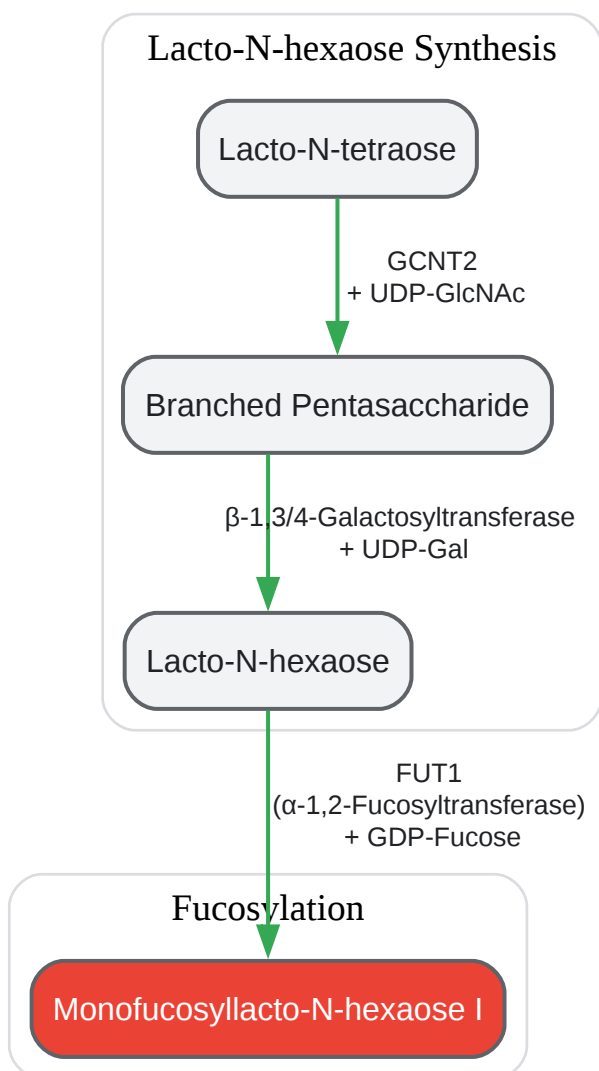 Lacto-N-hexaose Synthesis
Lacto-N-tetraose
GCNT2
+ UDP-GlcNAc
Branched Pentasaccharide
β-1,3/4-Galactosyltransferase
+ UDP-Gal
Lacto-N-hexaose
FUT1
(α-1,2-Fucosyltransferase)
+ GDP-Fucose
Fucosylation
Monofucosyllacto-N-hexaose I